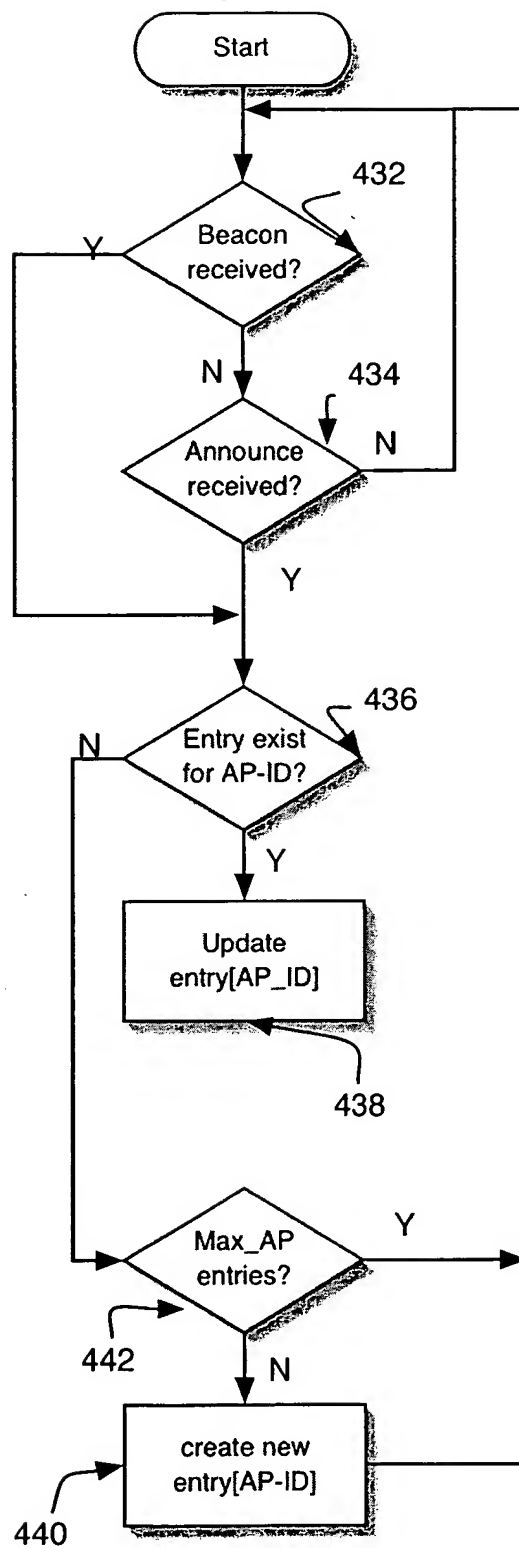 Start
432
Beacon
received?
Y
N
434
Announce
received?
N
Y
436
Entry exist
for AP-ID?
N
Y
Update
entry[AP_ID]
438
Max_AP
entries?
Y
442
N
create new
entry[AP-ID]
440